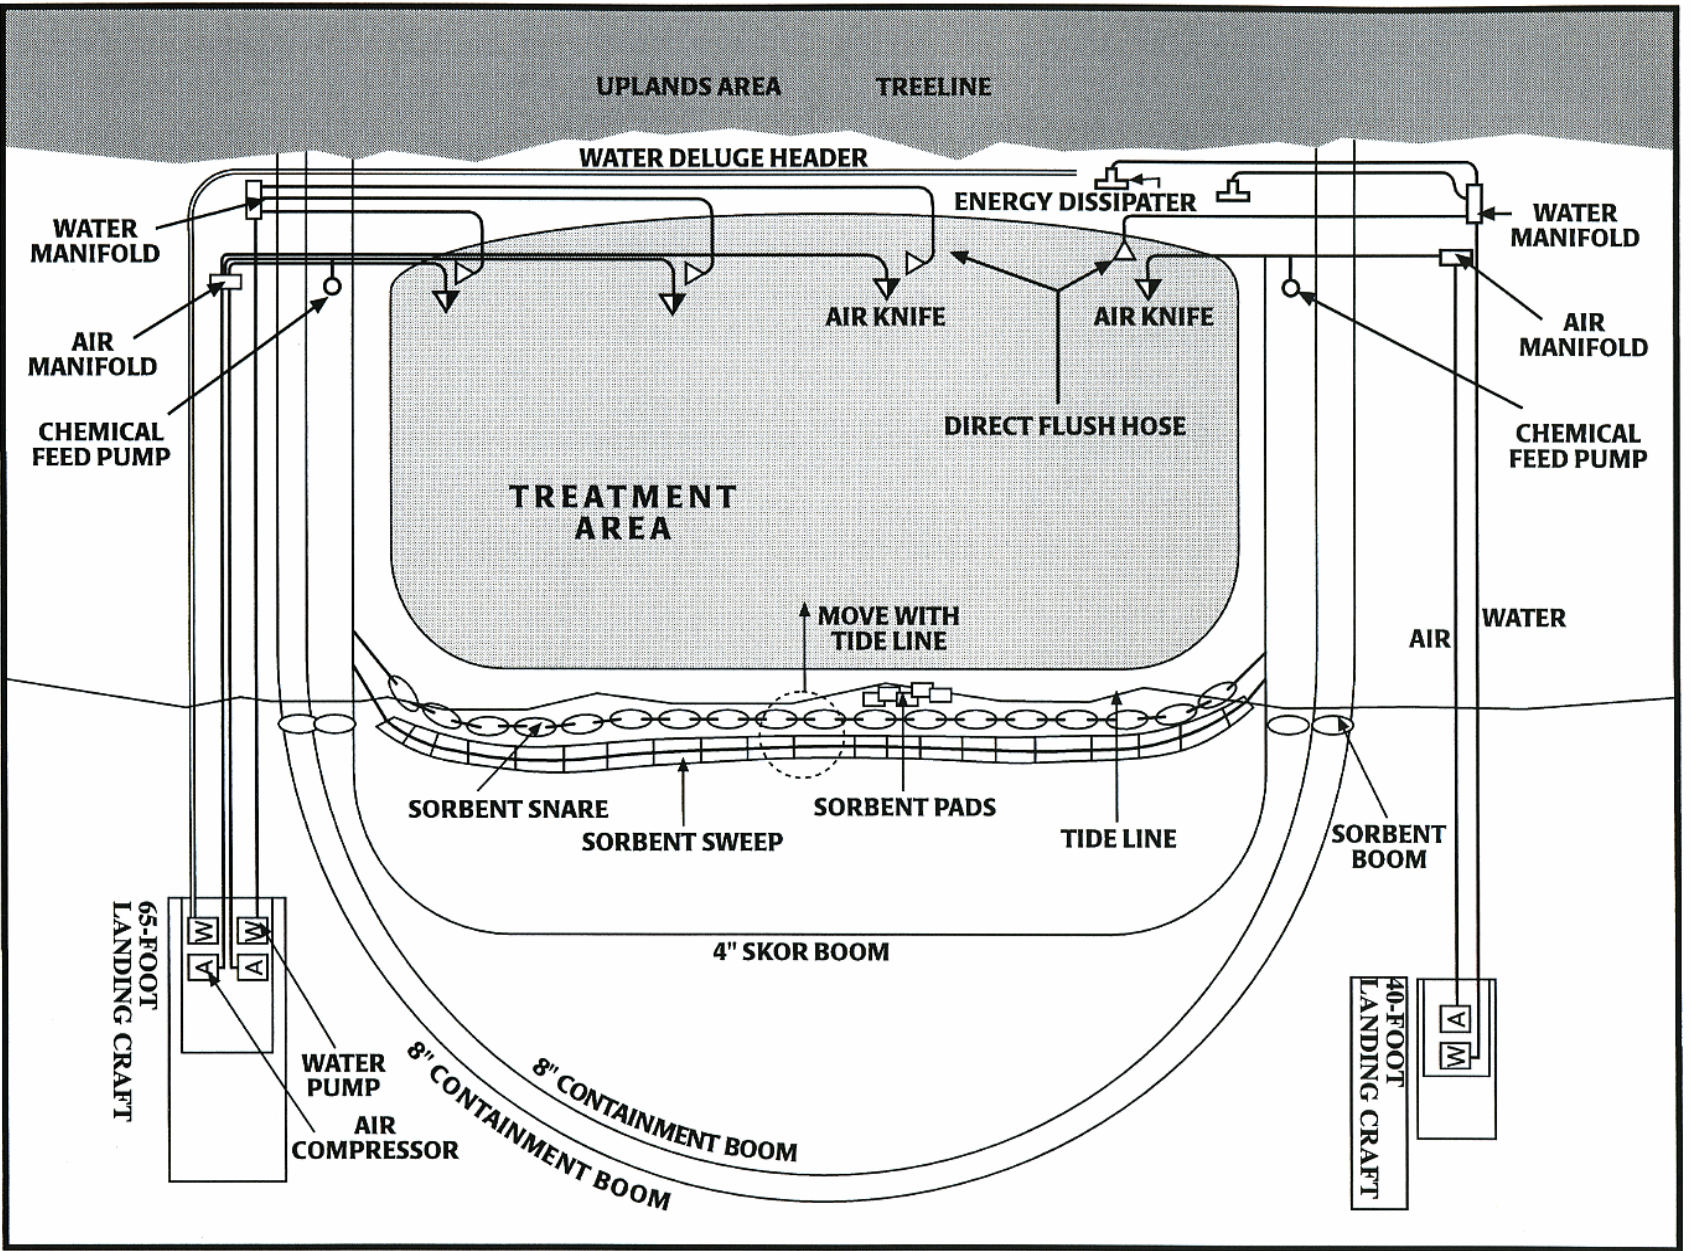 UPLANDS AREA TREELINE
WATER DELUGE HEADER
ENERGY DISSIPATER
WATER
MANIFOLD
WATER
MANIFOLD
AIR
MANIFOLD
AIR KNIFE
AIR KNIFE
AIR
MANIFOLD
CHEMICAL
FEED PUMP
DIRECT FLUSH HOSE
CHEMICAL
FEED PUMP
TREATMENT
AREA
MOVE WITH
TIDE LINE
AIR
WATER
SORBENT SNARE
SORBENT SWEEP
SORBENT PADS
TIDE LINE
SORBENT
BOOM
65-FOOT
LANDING CRAFT
W
W
A
A
4" SKOR BOOM
40-FOOT
LANDING CRAFT
A
W
WATER
PUMP
AIR
COMPRESSOR
8" CONTAINMENT BOOM
8" CONTAINMENT BOOM